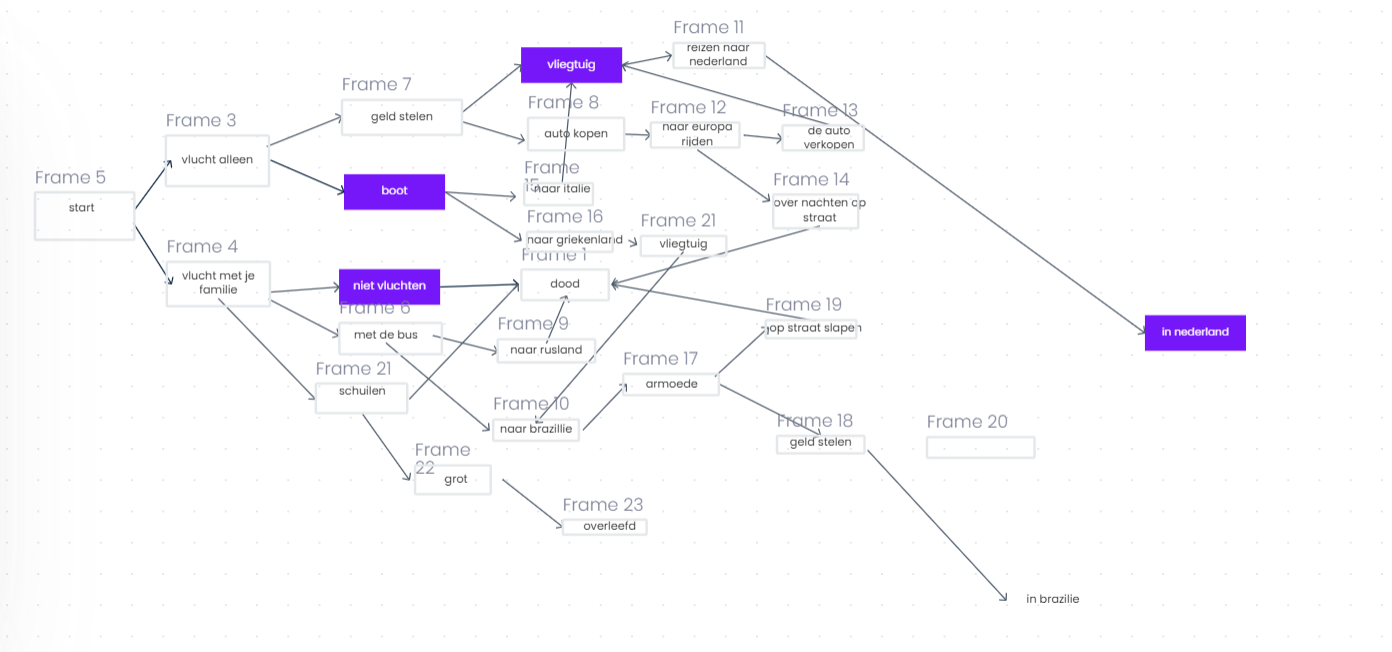 Frame 11
reizen naar
nederland
vliegtuig
Frame 7
geld stelen
Frame 8
auto kopen
Frame 12
naar europa
rijden
Frame 13
de auto
verkopen
Frame 3
vlucht alleen
Frame 5
start
boot
Frame
15
naar italie
Frame 14
over nachten op
straat
Frame 16
naar griekenland
Frame 21
vliegtuig
Frame 4
vlucht met je
familie
niet vluchten
Frame 1
dood
Frame 6
met de bus
Frame 9
naar rusland
Frame 19
op straat slapen
in nederland
Frame 21
schuilen
Frame 17
armoede
Frame 10
naar brazillie
Frame 18
geld stelen
Frame 20
Frame
22
grot
Frame 23
overleefd
in brazilie